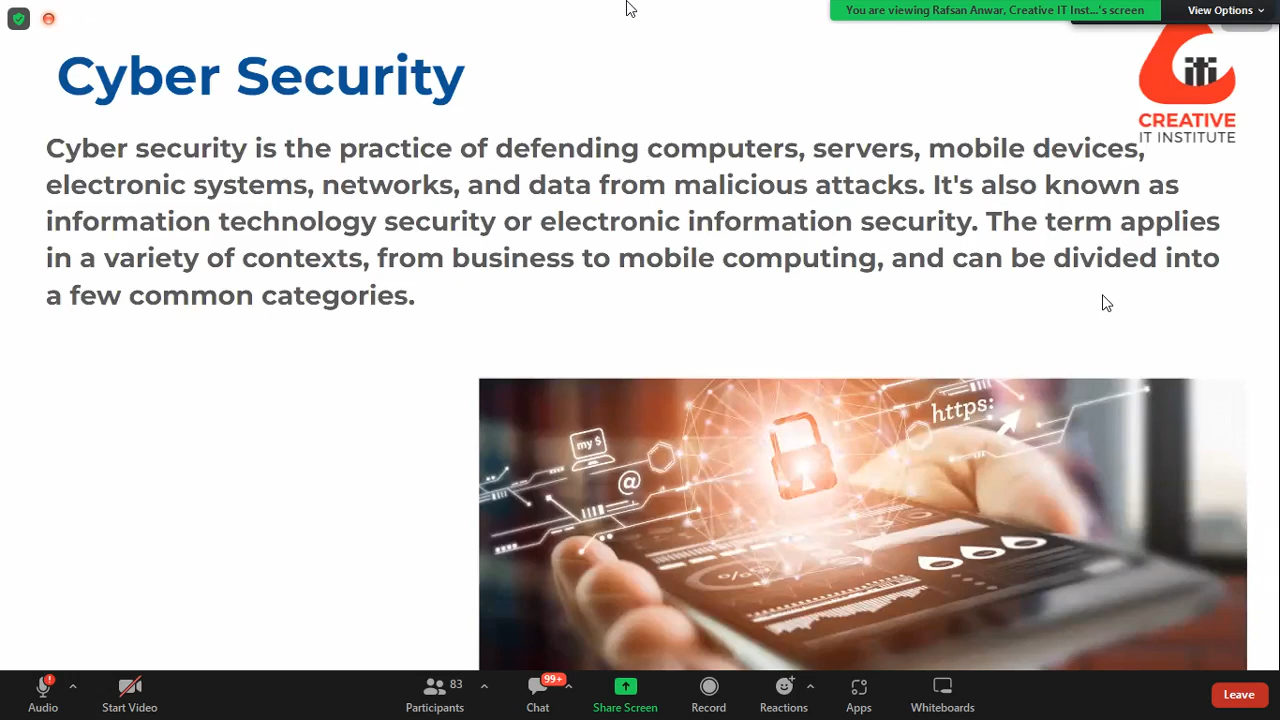 You are viewing Rafsan Anwar, Creative IT Inst...'s screen
View Options
Cyber Security
iti
CREATIVE
IT INSTITUTE
Cyber security is the practice of defending computers, servers, mobile devices,
electronic systems, networks, and data from malicious attacks. It's also known as
information technology security or electronic information security. The term applies
in a variety of contexts, from business to mobile computing, and can be divided into
a few common categories.
https:
my $
@
%
Audio
Start Video
83
Participants
99+
Chat
Share Screen
Record
Reactions
Apps
Whiteboards
Leave